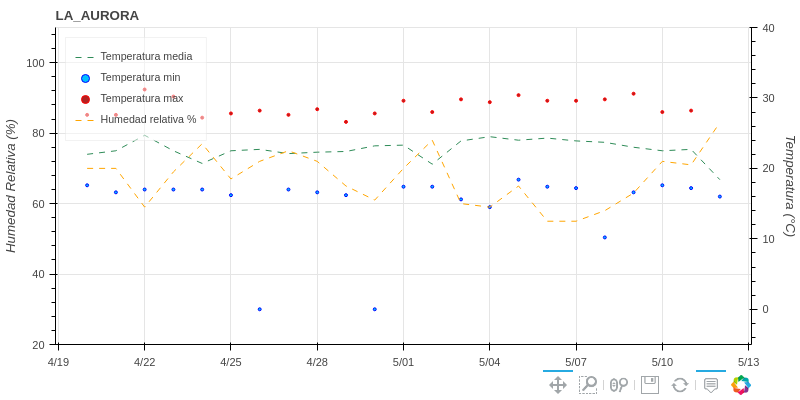 LA_AURORA
Temperatura media
Temperatura min
Temperatura max
Humedad relativa %
Humedad Relativa (%)
100
80
60
40
20
Temperatura (°C)
40
30
20
10
0
4/19 4/22 4/25 4/28 5/01 5/04 5/07 5/10 5/13